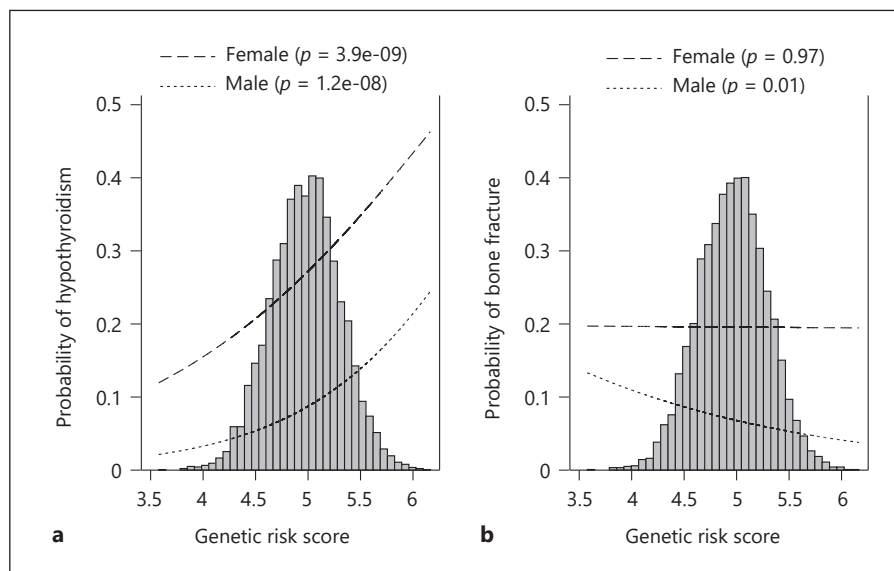 Female (p = 3.9e-09)
Male (p = 1.2e-08)
0.5
0.4
0.3
0.2
0.1
0
Probability of hypothyroidism
3.5 4 4.5 5 5.5 6
Genetic risk score
a
Female (p = 0.97)
Male (p = 0.01)
0.5
0.4
0.3
0.2
0.1
0
Probability of bone fracture
3.5 4 4.5 5 5.5 6
Genetic risk score
b